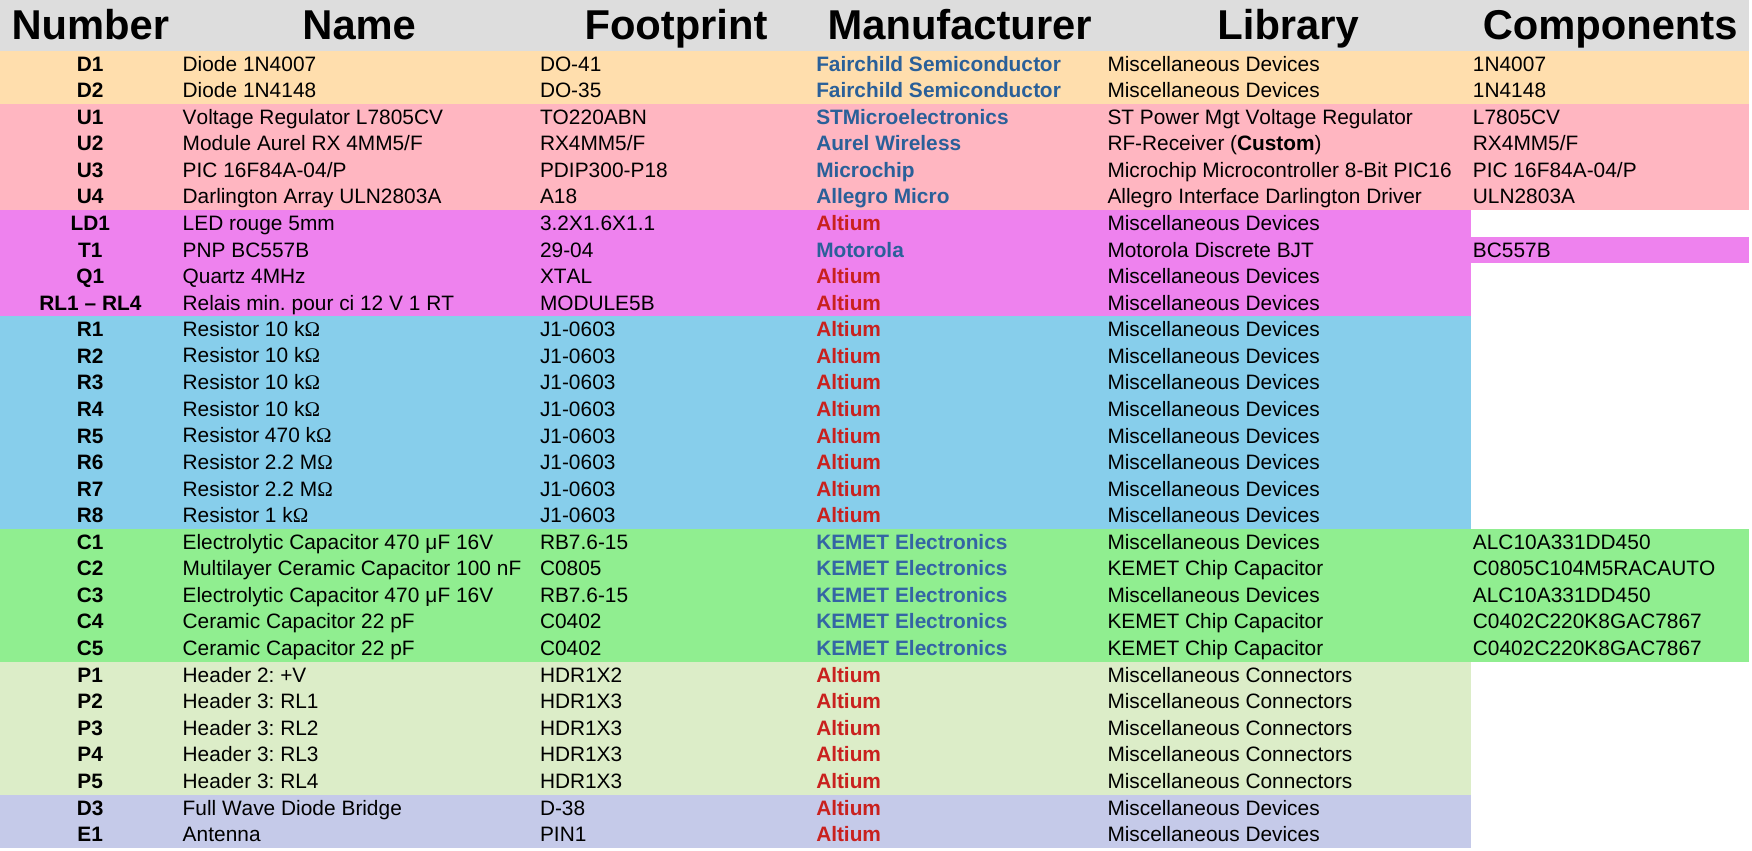 Number Name Footprint Manufacturer Library Components
D1 Diode 1N4007 DO-41 Fairchild Semiconductor Miscellaneous Devices 1N4007
D2 Diode 1N4148 DO-35 Fairchild Semiconductor Miscellaneous Devices 1N4148
U1 Voltage Regulator L7805CV TO220ABN STMicroelectronics ST Power Mgt Voltage Regulator L7805CV
U2 Module Aurel RX 4MM5/F RX4MM5/F Aurel Wireless RF-Receiver (Custom) RX4MM5/F
U3 PIC 16F84A-04/P PDIP300-P18 Microchip Microchip Microcontroller 8-Bit PIC16 PIC 16F84A-04/P
U4 Darlington Array ULN2803A A18 Allegro Micro Allegro Interface Darlington Driver ULN2803A
LD1 LED rouge 5mm 3.2X1.6X1.1 Altium Miscellaneous Devices
T1 PNP BC557B 29-04 Motorola Motorola Discrete BJT BC557B
Q1 Quartz 4MHz XTAL Altium Miscellaneous Devices
RL1 – RL4 Relais min. pour ci 12 V 1 RT MODULE5B Altium Miscellaneous Devices
R1 Resistor 10 kΩ J1-0603 Altium Miscellaneous Devices
R2 Resistor 10 kΩ J1-0603 Altium Miscellaneous Devices
R3 Resistor 10 kΩ J1-0603 Altium Miscellaneous Devices
R4 Resistor 10 kΩ J1-0603 Altium Miscellaneous Devices
R5 Resistor 470 kΩ J1-0603 Altium Miscellaneous Devices
R6 Resistor 2.2 MΩ J1-0603 Altium Miscellaneous Devices
R7 Resistor 2.2 MΩ J1-0603 Altium Miscellaneous Devices
R8 Resistor 1 kΩ J1-0603 Altium Miscellaneous Devices
C1 Electrolytic Capacitor 470 μF 16V RB7.6-15 KEMET Electronics Miscellaneous Devices ALC10A331DD450
C2 Multilayer Ceramic Capacitor 100 nF C0805 KEMET Electronics KEMET Chip Capacitor C0805C104M5RACAUTO
C3 Electrolytic Capacitor 470 μF 16V RB7.6-15 KEMET Electronics Miscellaneous Devices ALC10A331DD450
C4 Ceramic Capacitor 22 pF C0402 KEMET Electronics KEMET Chip Capacitor C0402C220K8GAC7867
C5 Ceramic Capacitor 22 pF C0402 KEMET Electronics KEMET Chip Capacitor C0402C220K8GAC7867
P1 Header 2: +V HDR1X2 Altium Miscellaneous Connectors
P2 Header 3: RL1 HDR1X3 Altium Miscellaneous Connectors
P3 Header 3: RL2 HDR1X3 Altium Miscellaneous Connectors
P4 Header 3: RL3 HDR1X3 Altium Miscellaneous Connectors
P5 Header 3: RL4 HDR1X3 Altium Miscellaneous Connectors
D3 Full Wave Diode Bridge D-38 Altium Miscellaneous Devices
E1 Antenna PIN1 Altium Miscellaneous Devices